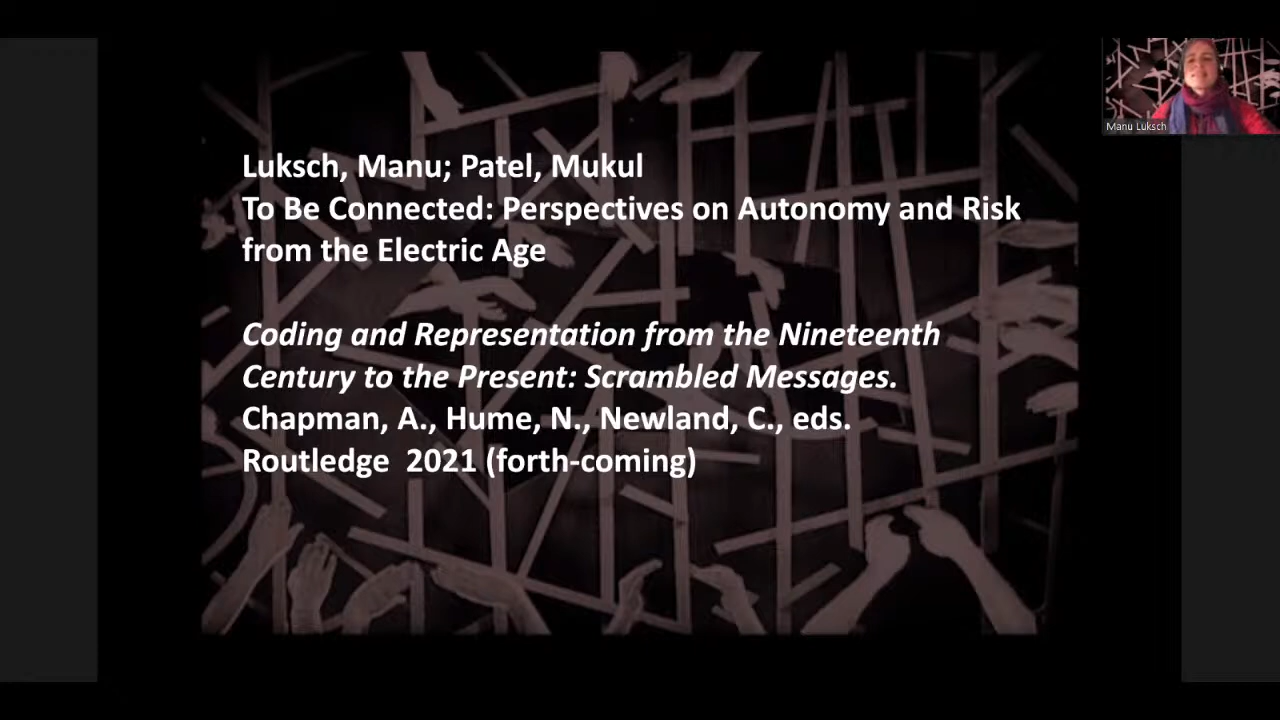 Luksch, Manu; Patel, Mukul
To Be Connected: Perspectives on Autonomy and Risk
from the Electric Age
Coding and Representation from the Nineteenth
Century to the Present: Scrambled Messages.
Chapman, A., Hume, N., Newland, C., eds.
Routledge 2021 (forth-coming)
Manu Luksch